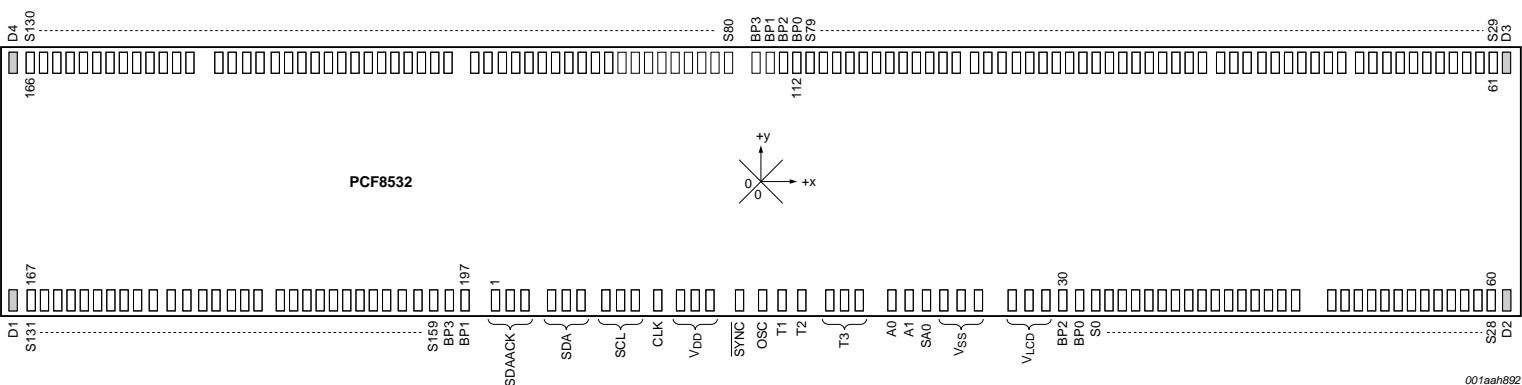 D4
S130
S80
BP3
BP1
BP2
BP0
S79
S29
D3
166
112
61
+y
+x
0
0
PCF8532
167
197
1
30
60
D1
S131
S159
BP3
BP1
SDAACK
SDA
SCL
CLK
VDD
SYNC
OSC
T1
T2
T3
A0
A1
SA0
VSS
VLCD
BP2
BP0
S0
S28
D2
001aah892